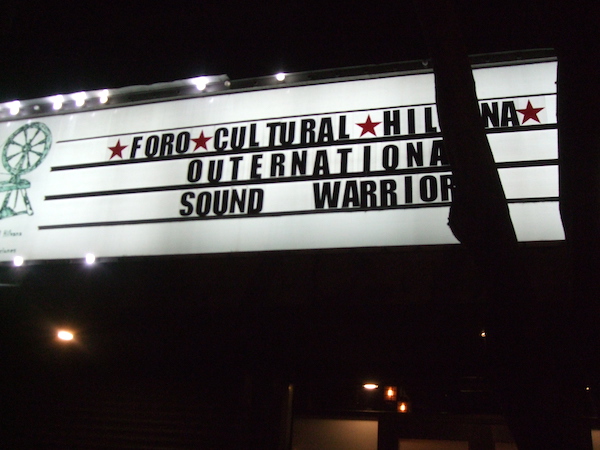 ★FORO★CULTURAL★HIL NA★
OUTERNATIONA
SOUND WARRIOR